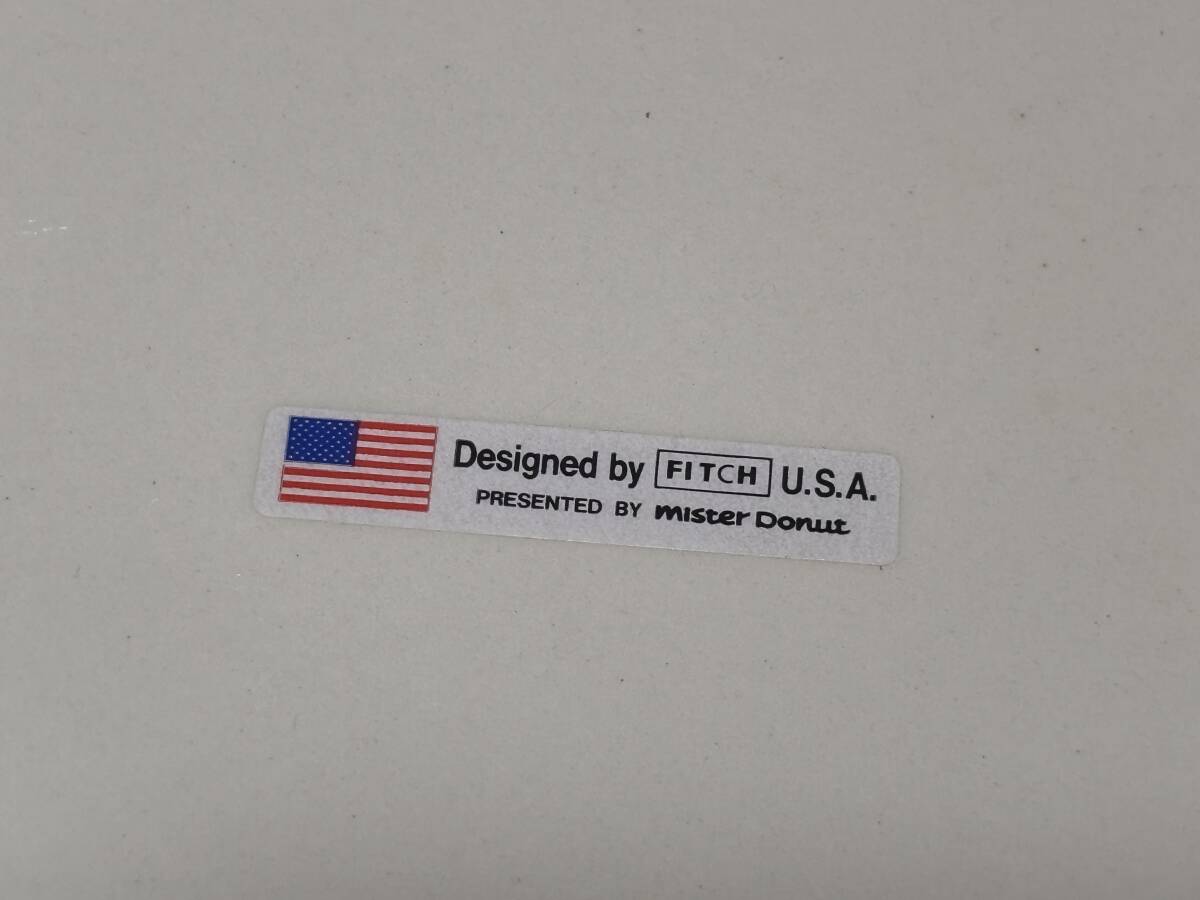 Designed by FITCH U.S.A.
PRESENTED BY mister Donut